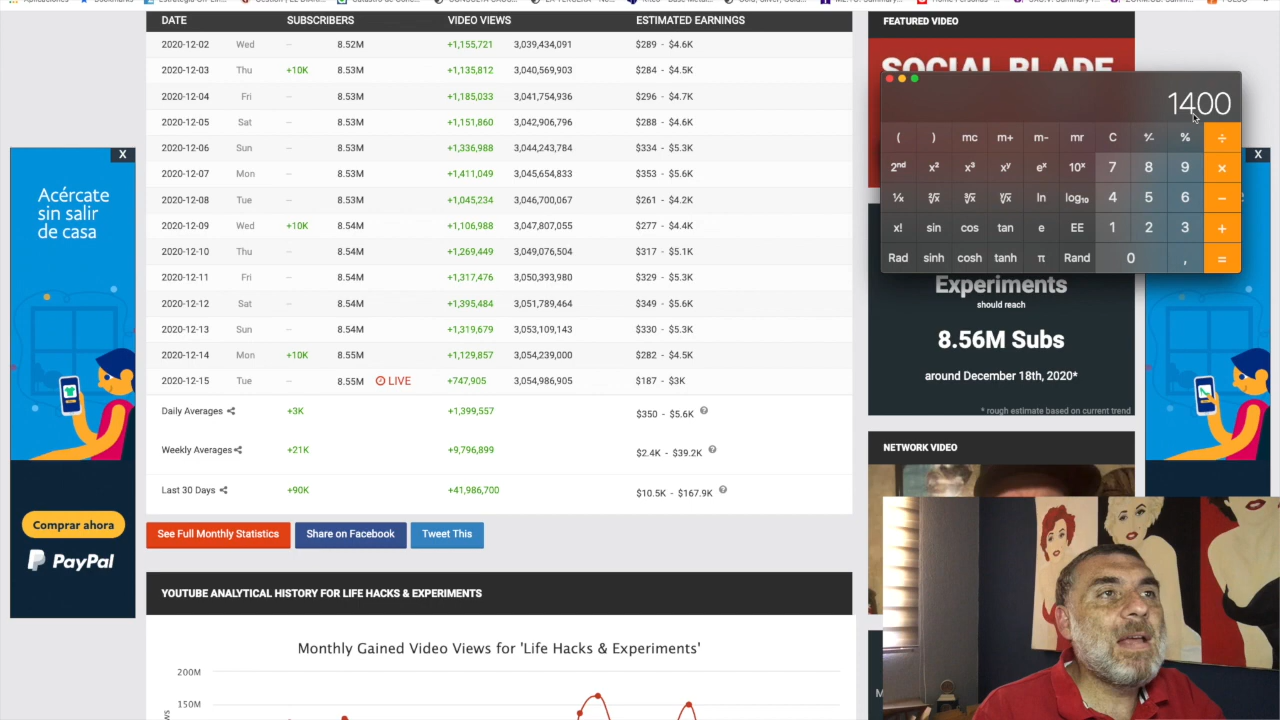 DATE SUBSCRIBERS VIDEO VIEWS ESTIMATED EARNINGS
2020-12-02 Wed -- 8.52M +1,155,721 3,039,434,091 $289 - $4.6K
2020-12-03 Thu +10K 8.53M +1,135,812 3,040,569,903 $284 - $4.5K
2020-12-04 Fri -- 8.53M +1,185,033 3,041,754,936 $296 - $4.7K
2020-12-05 Sat -- 8.53M +1,151,860 3,042,906,796 $288 - $4.6K
2020-12-06 Sun -- 8.53M +1,336,988 3,044,243,784 $334 - $5.3K
2020-12-07 Mon -- 8.53M +1,411,049 3,045,654,833 $353 - $5.6K
2020-12-08 Tue -- 8.53M +1,045,234 3,046,700,067 $261 - $4.2K
2020-12-09 Wed +10K 8.54M +1,106,988 3,047,807,055 $277 - $4.4K
2020-12-10 Thu -- 8.54M +1,269,449 3,049,076,504 $317 - $5.1K
2020-12-11 Fri -- 8.54M +1,317,476 3,050,393,980 $329 - $5.3K
2020-12-12 Sat -- 8.54M +1,395,484 3,051,789,464 $349 - $5.6K
2020-12-13 Sun -- 8.54M +1,319,679 3,053,109,143 $330 - $5.3K
2020-12-14 Mon +10K 8.55M +1,129,857 3,054,239,000 $282 - $4.5K
2020-12-15 Tue -- 8.55M LIVE +747,905 3,054,986,905 $187 - $3K
Daily Averages +3K +1,399,557 $350 - $5.6K
Weekly Averages +21K +9,796,899 $2.4K - $39.2K
Last 30 Days +90K +41,986,700 $10.5K - $167.9K
See Full Monthly Statistics Share on Facebook Tweet This
YOUTUBE ANALYTICAL HISTORY FOR LIFE HACKS & EXPERIMENTS
Monthly Gained Video Views for 'Life Hacks & Experiments'
200M
150M
X
Acércate
sin salir
de casa
Comprar ahora
PayPal
FEATURED VIDEO
SOCIAL BLADE
1400
( ) mc m+ m- mr C +⁄- % ÷
2nd x² x³ xʸ eˣ 10ˣ 7 8 9 ×
¹⁄x ²√x ³√x ʸ√x ln log₁₀ 4 5 6 −
x! sin cos tan e EE 1 2 3 +
Rad sinh cosh tanh π Rand 0 , =
X
Experiments
should reach
8.56M Subs
around December 18th, 2020*
* rough estimate based on current trend
NETWORK VIDEO